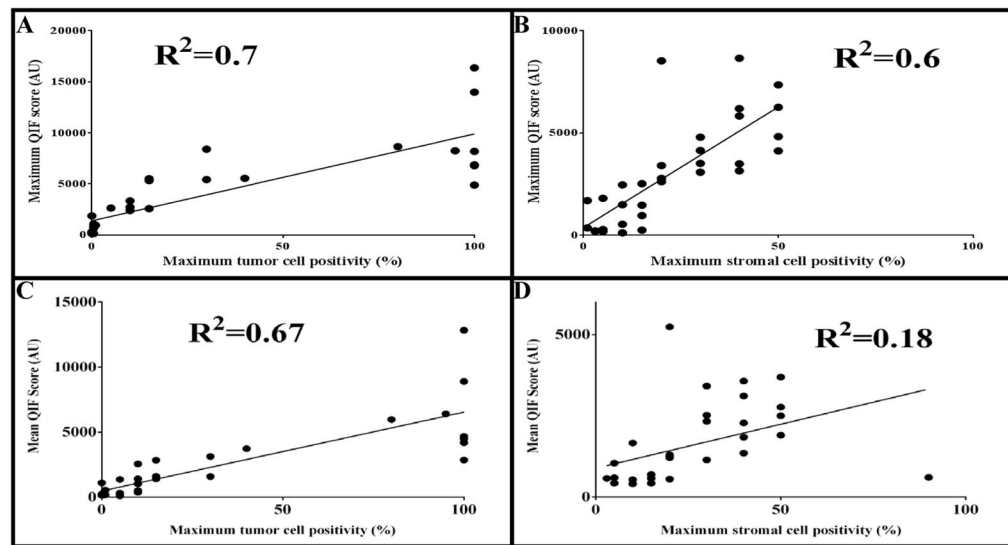 A
R²=0.7
Maximum QIF score (AU)
20000
15000
10000
5000
0
0
50
100
Maximum tumor cell positivity (%)
B
R²=0.6
Maximum QIF score (AU)
10000
5000
0
0
50
100
Maximum stromal cell positivity (%)
C
R²=0.67
Mean QIF Score (AU)
15000
10000
5000
0
0
50
100
Maximum tumor cell positivity (%)
D
R²=0.18
Mean QIF Score (AU)
5000
0
0
50
100
Maximum stromal cell positivity (%)